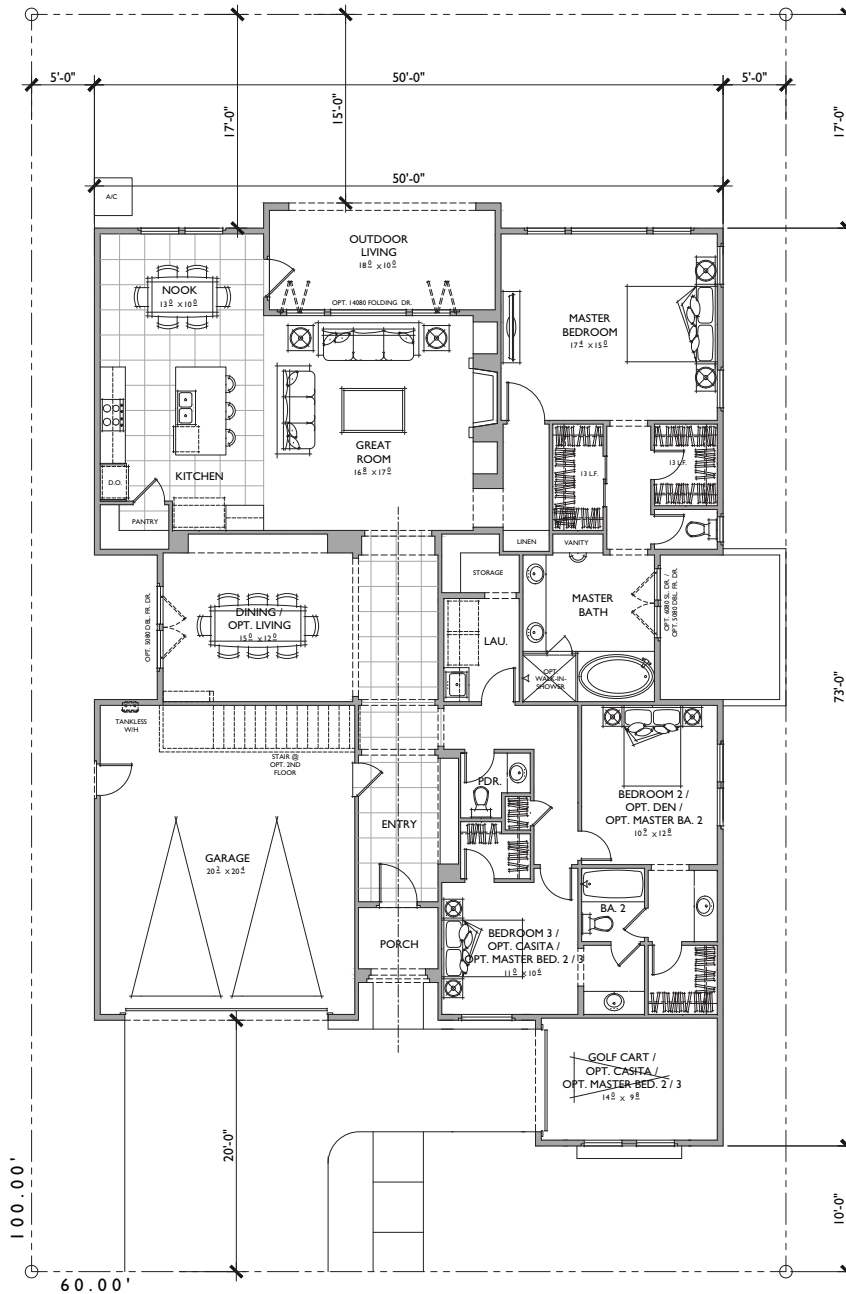 5'-0"
50'-0"
5'-0"
17'-0"
15'-0"
17'-0"
50'-0"
A/C
OUTDOOR
LIVING
18⁰ x 10⁰
OPT. 14080 FOLDING DR.
NOOK
13⁰ x 10⁰
MASTER
BEDROOM
17⁴ x 15⁰
GREAT
ROOM
16⁸ x 17⁰
KITCHEN
D.O.
PANTRY
13 L.F.
13 L.F.
LINEN
VANITY
STORAGE
MASTER
BATH
OPT. 6080 SL. DR /
OPT. 5080 DBL. FR. DR.
OPT. 5080 DBL. FR. DR.
DINING /
OPT. LIVING
15⁰ x 12⁰
LAU.
OPT.
WALK-IN-
SHOWER
73'-0"
TANKLESS
W/H
STAIR @
OPT. 2ND
FLOOR
PDR.
BEDROOM 2 /
OPT. DEN /
OPT. MASTER BA. 2
10⁹ x 12⁸
ENTRY
GARAGE
20² x 20⁴
BA. 2
PORCH
BEDROOM 3 /
OPT. CASITA /
OPT. MASTER BED. 2 / 3
11⁰ x 10⁶
GOLF CART /
OPT. CASITA /
OPT. MASTER BED. 2 / 3
14⁰ x 9⁸
20'-0"
10'-0"
100.00'
60.00'